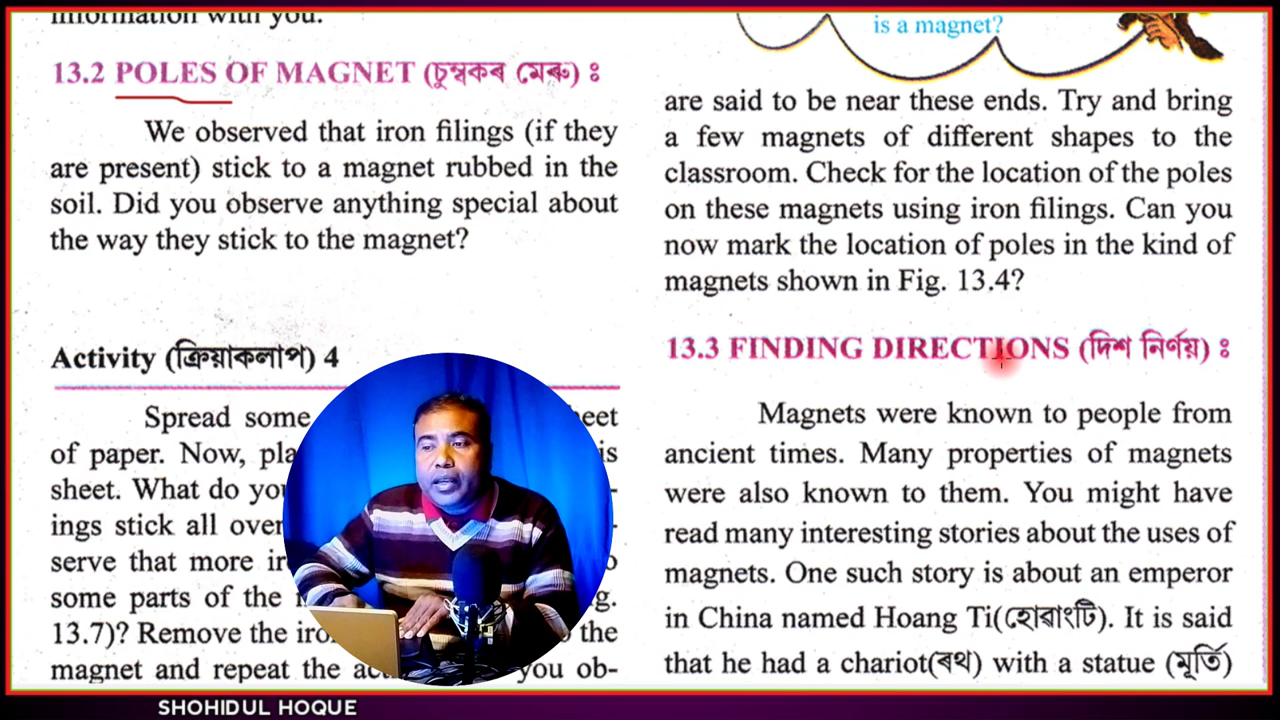 information with you.
13.2 POLES OF MAGNET (চুম্বকৰ মেৰু) ঃ
We observed that iron filings (if they
are present) stick to a magnet rubbed in the
soil. Did you observe anything special about
the way they stick to the magnet?
Activity (ক্ৰিয়াকলাপ) 4
Spread some
of paper. Now,
sheet. What do
ings stick all over
serve that more
some parts of the
13.7)? Remove the the
magnet and repeat the you ob-
is a magnet?
are said to be near these ends. Try and bring
a few magnets of different shapes to the
classroom. Check for the location of the poles
on these magnets using iron filings. Can you
now mark the location of poles in the kind of
magnets shown in Fig. 13.4?
13.3 FINDING DIRECTIONS (দিশ নিৰ্ণয়) ঃ
Magnets were known to people from
ancient times. Many properties of magnets
were also known to them. You might have
read many interesting stories about the uses of
magnets. One such story is about an emperor
in China named Hoang Ti(হোৱাংটি). It is said
that he had a chariot(ৰথ) with a statue (মূৰ্তি)
SHOHIDUL HOQUE